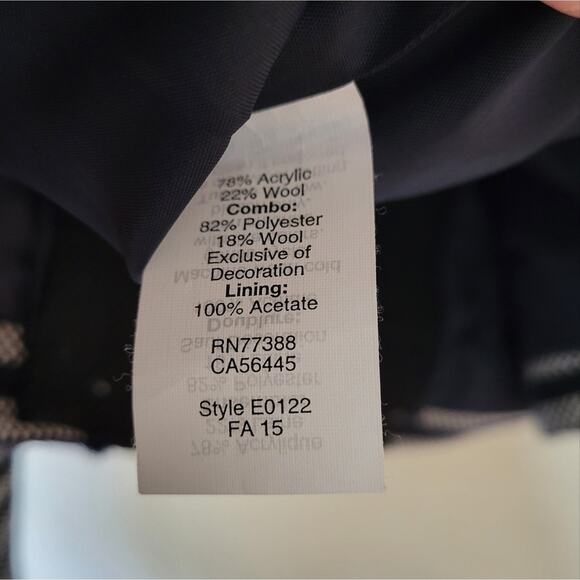 78% Acrylic
22% Wool
Combo:
82% Polyester
18% Wool
Exclusive of
Decoration
Lining:
100% Acetate
RN77388
CA56445
Style E0122
FA 15